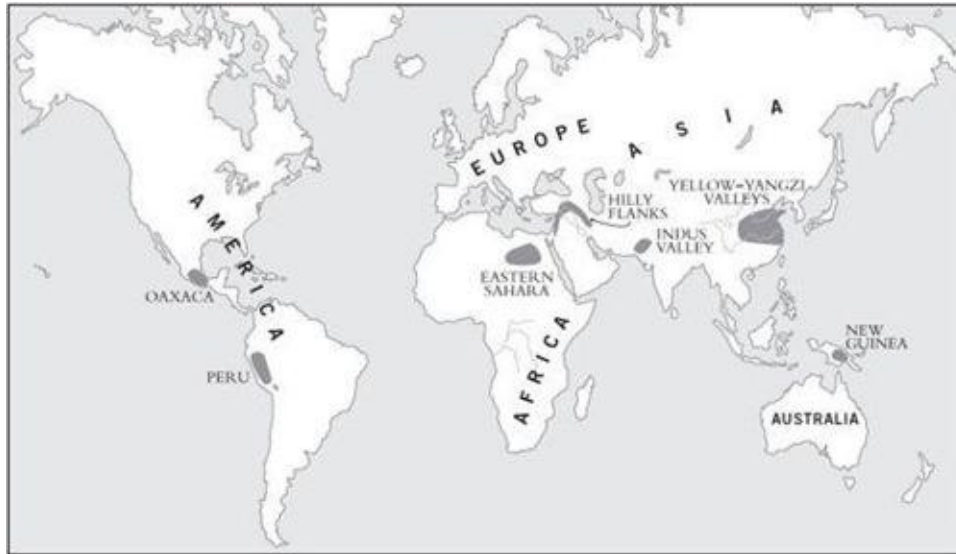 EUROPE
ASIA
YELLOW=YANGZI
VALLEYS
HILLY
FLANKS
INDUS
VALLEY
AMERICA
EASTERN
SAHARA
OAXACA
AFRICA
NEW
GUINEA
PERU
AUSTRALIA